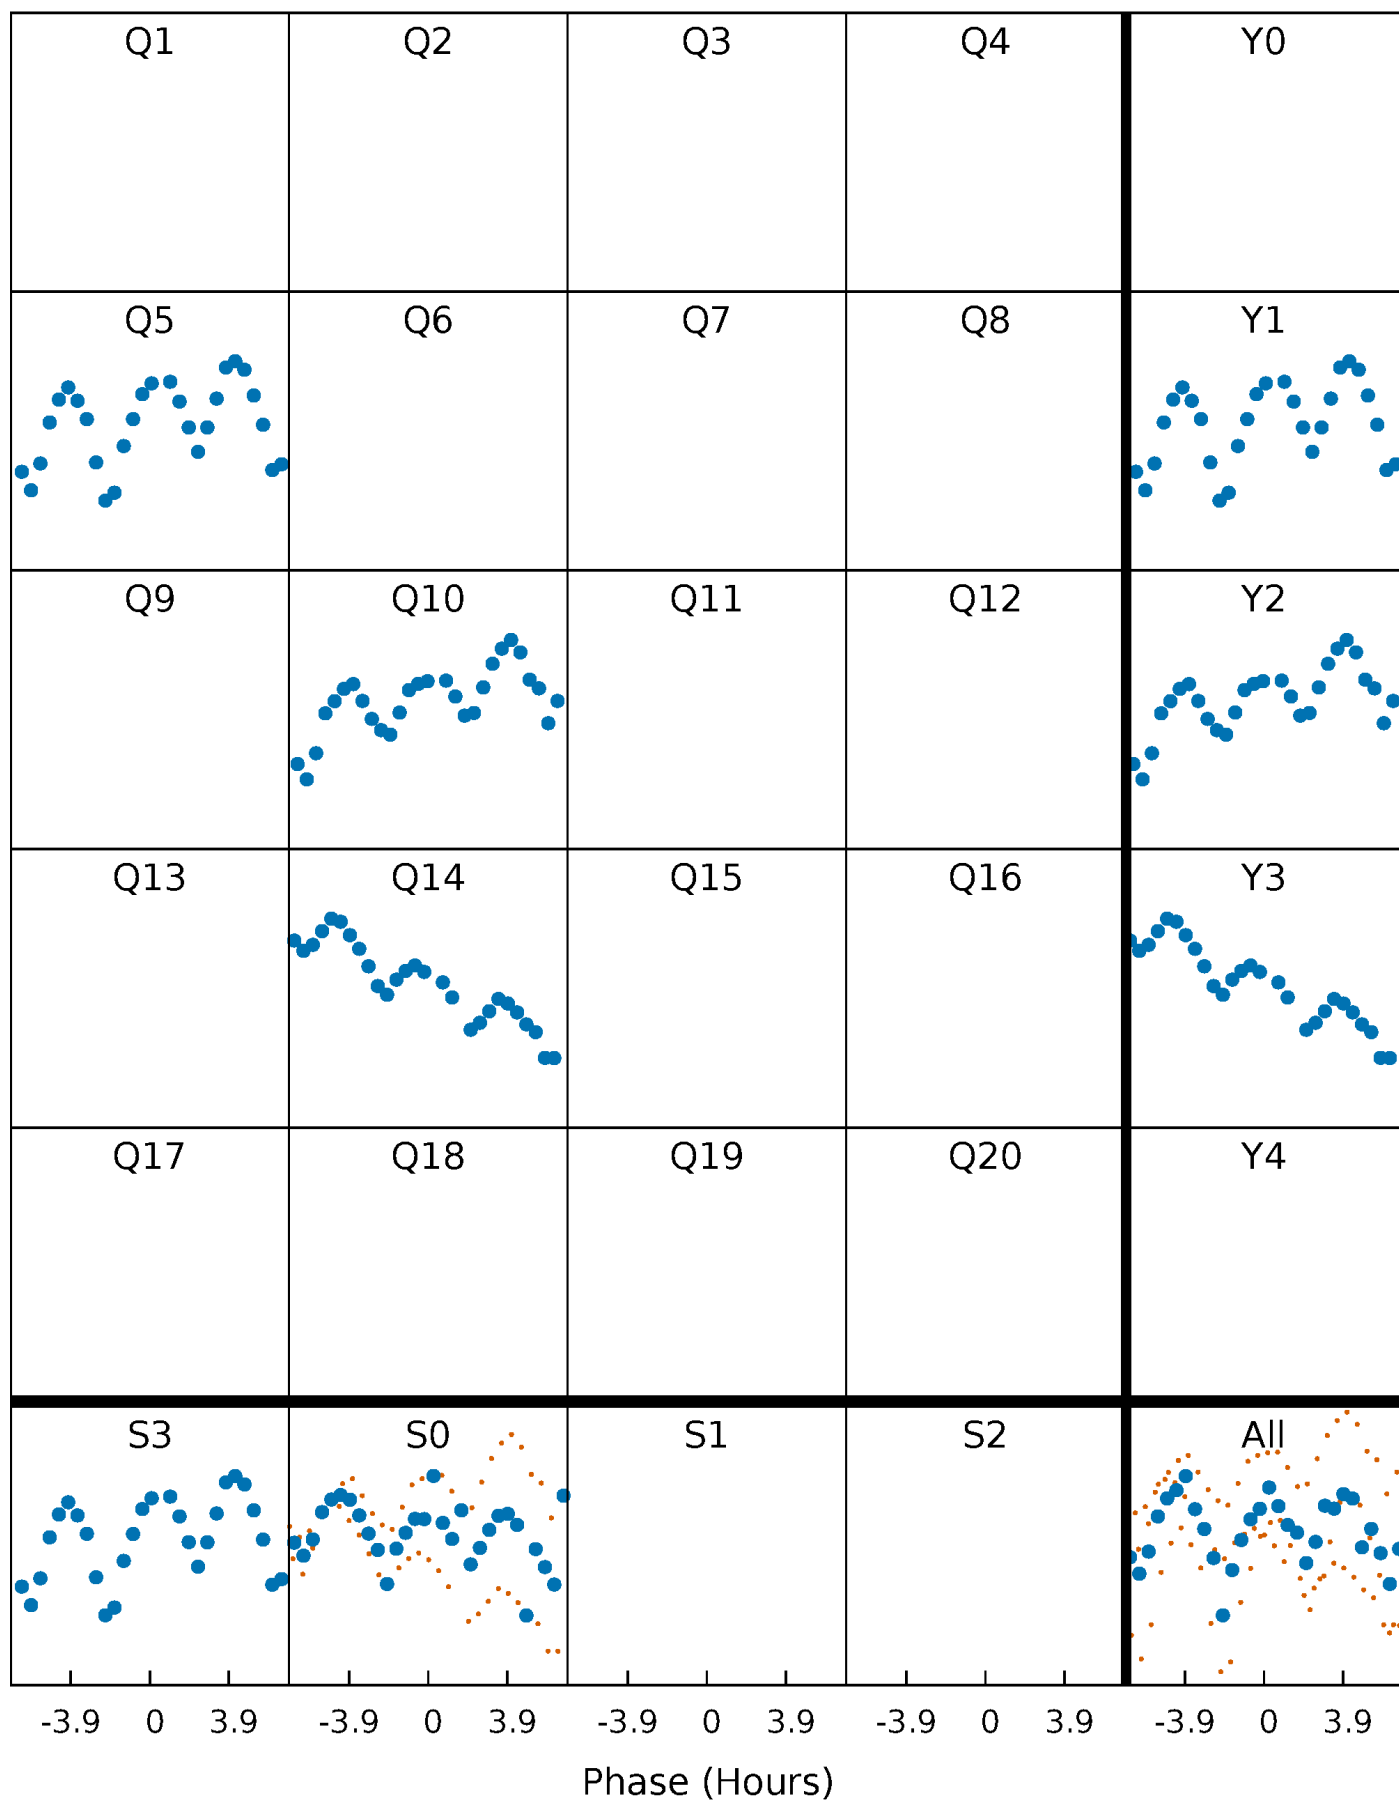 Q1 Q2 Q3 Q4 Y0
Q5 Q6 Q7 Q8 Y1
Q9 Q10 Q11 Q12 Y2
Q13 Q14 Q15 Q16 Y3
Q17 Q18 Q19 Q20 Y4
S3 S0 S1 S2 All
-3.9 0 3.9 -3.9 0 3.9 -3.9 0 3.9 -3.9 0 3.9 -3.9 0 3.9
Phase (Hours)